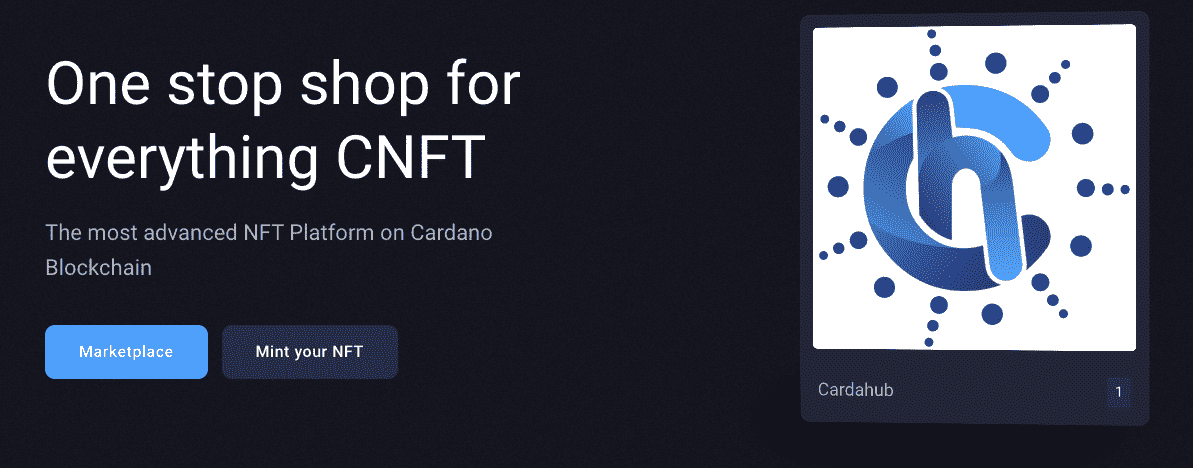 One stop shop for
everything CNFT
The most advanced NFT Platform on Cardano
Blockchain
Marketplace
Mint your NFT
Cardahub
1